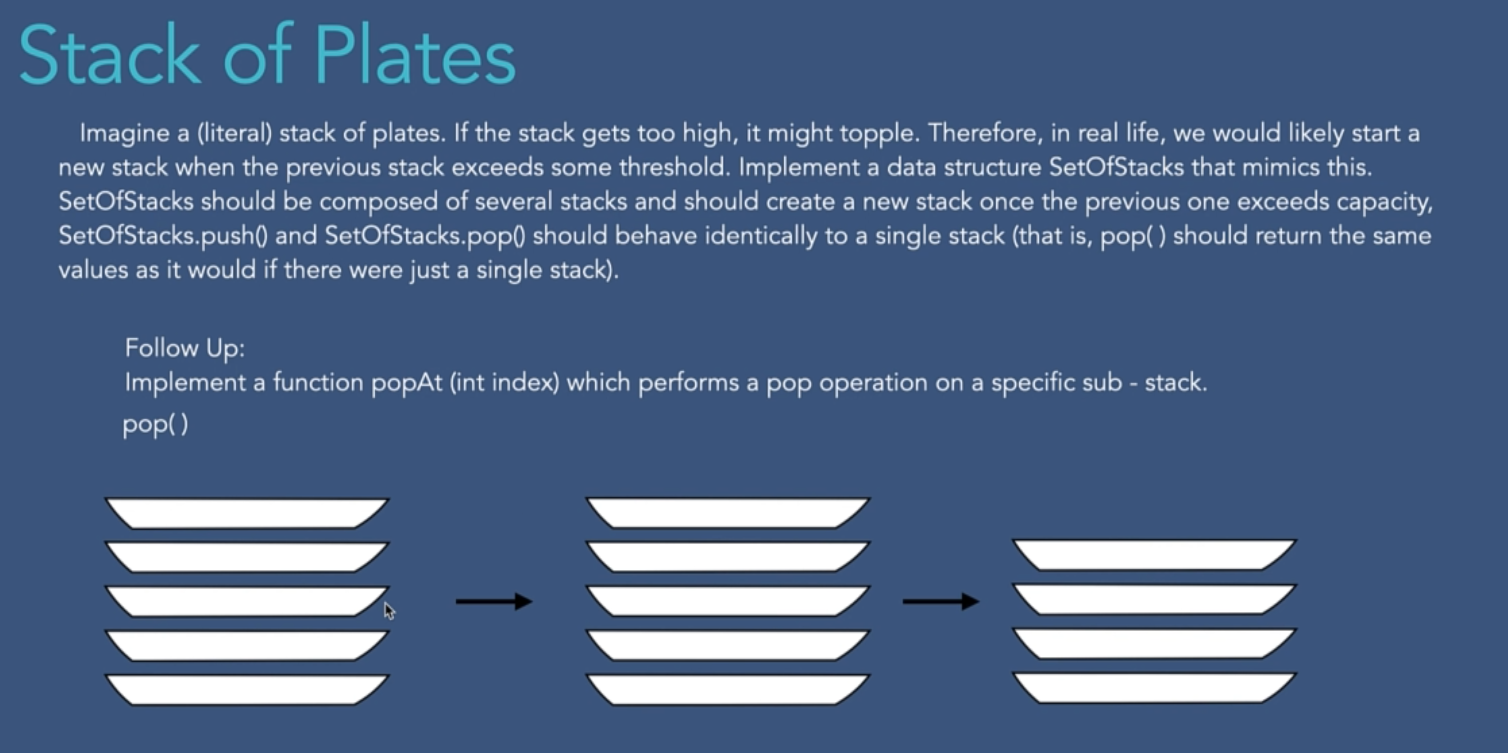 Stack of Plates
Imagine a (literal) stack of plates. If the stack gets too high, it might topple. Therefore, in real life, we would likely start a
new stack when the previous stack exceeds some threshold. Implement a data structure SetOfStacks that mimics this.
SetOfStacks should be composed of several stacks and should create a new stack once the previous one exceeds capacity,
SetOfStacks.push() and SetOfStacks.pop() should behave identically to a single stack (that is, pop( ) should return the same
values as it would if there were just a single stack).
Follow Up:
Implement a function popAt (int index) which performs a pop operation on a specific sub - stack.
pop( )